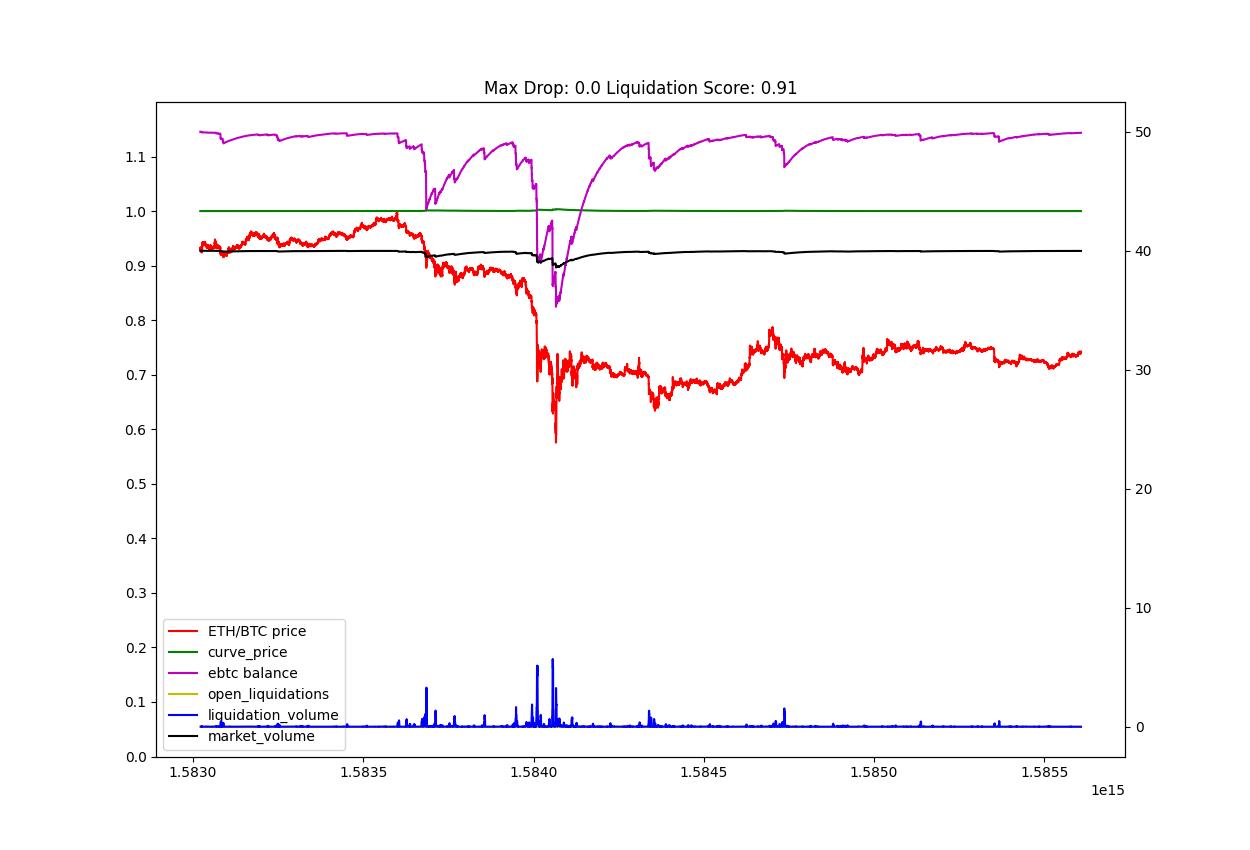 Max Drop: 0.0 Liquidation Score: 0.91
1.1
1.0
0.9
0.8
0.7
0.6
0.5
0.4
0.3
0.2
0.1
0.0
50
40
30
20
10
0
ETH/BTC price
curve_price
ebtc balance
open_liquidations
liquidation_volume
market_volume
1.5830 1.5835 1.5840 1.5845 1.5850 1.5855
1e15